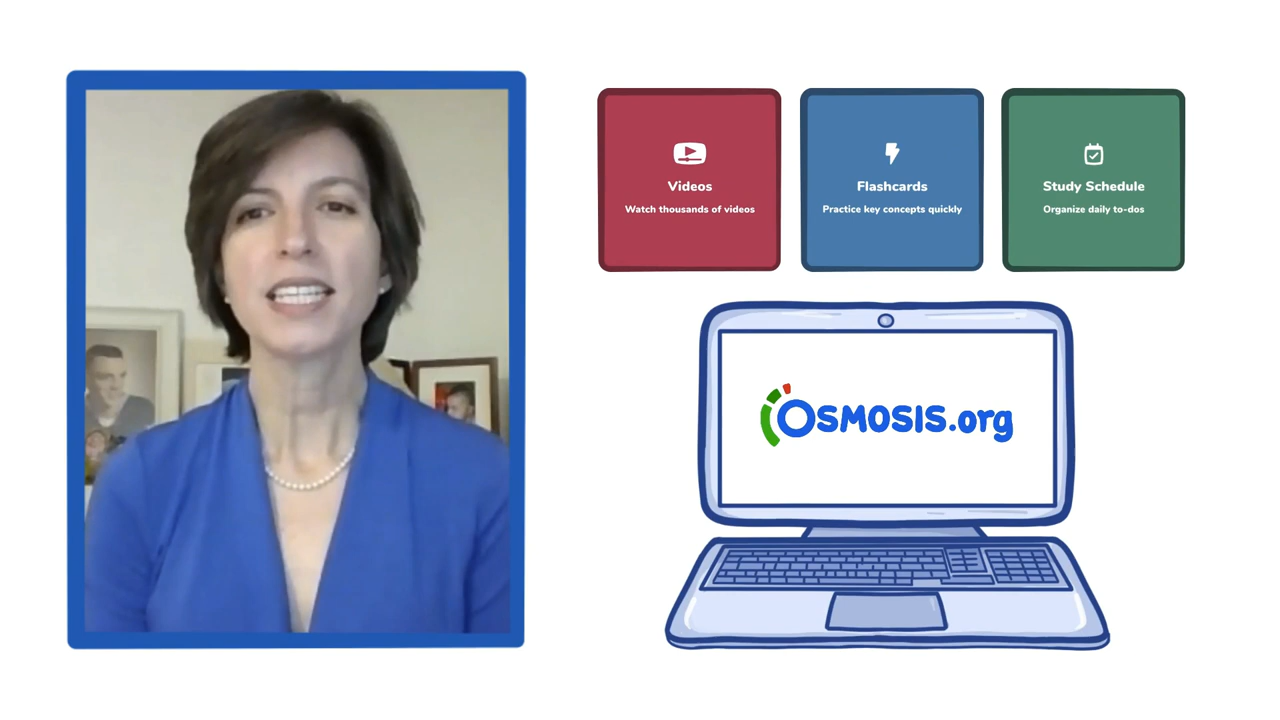 Videos
Watch thousands of videos
Flashcards
Practice key concepts quickly
Study Schedule
Organize daily to-dos
OSMOSIS.org